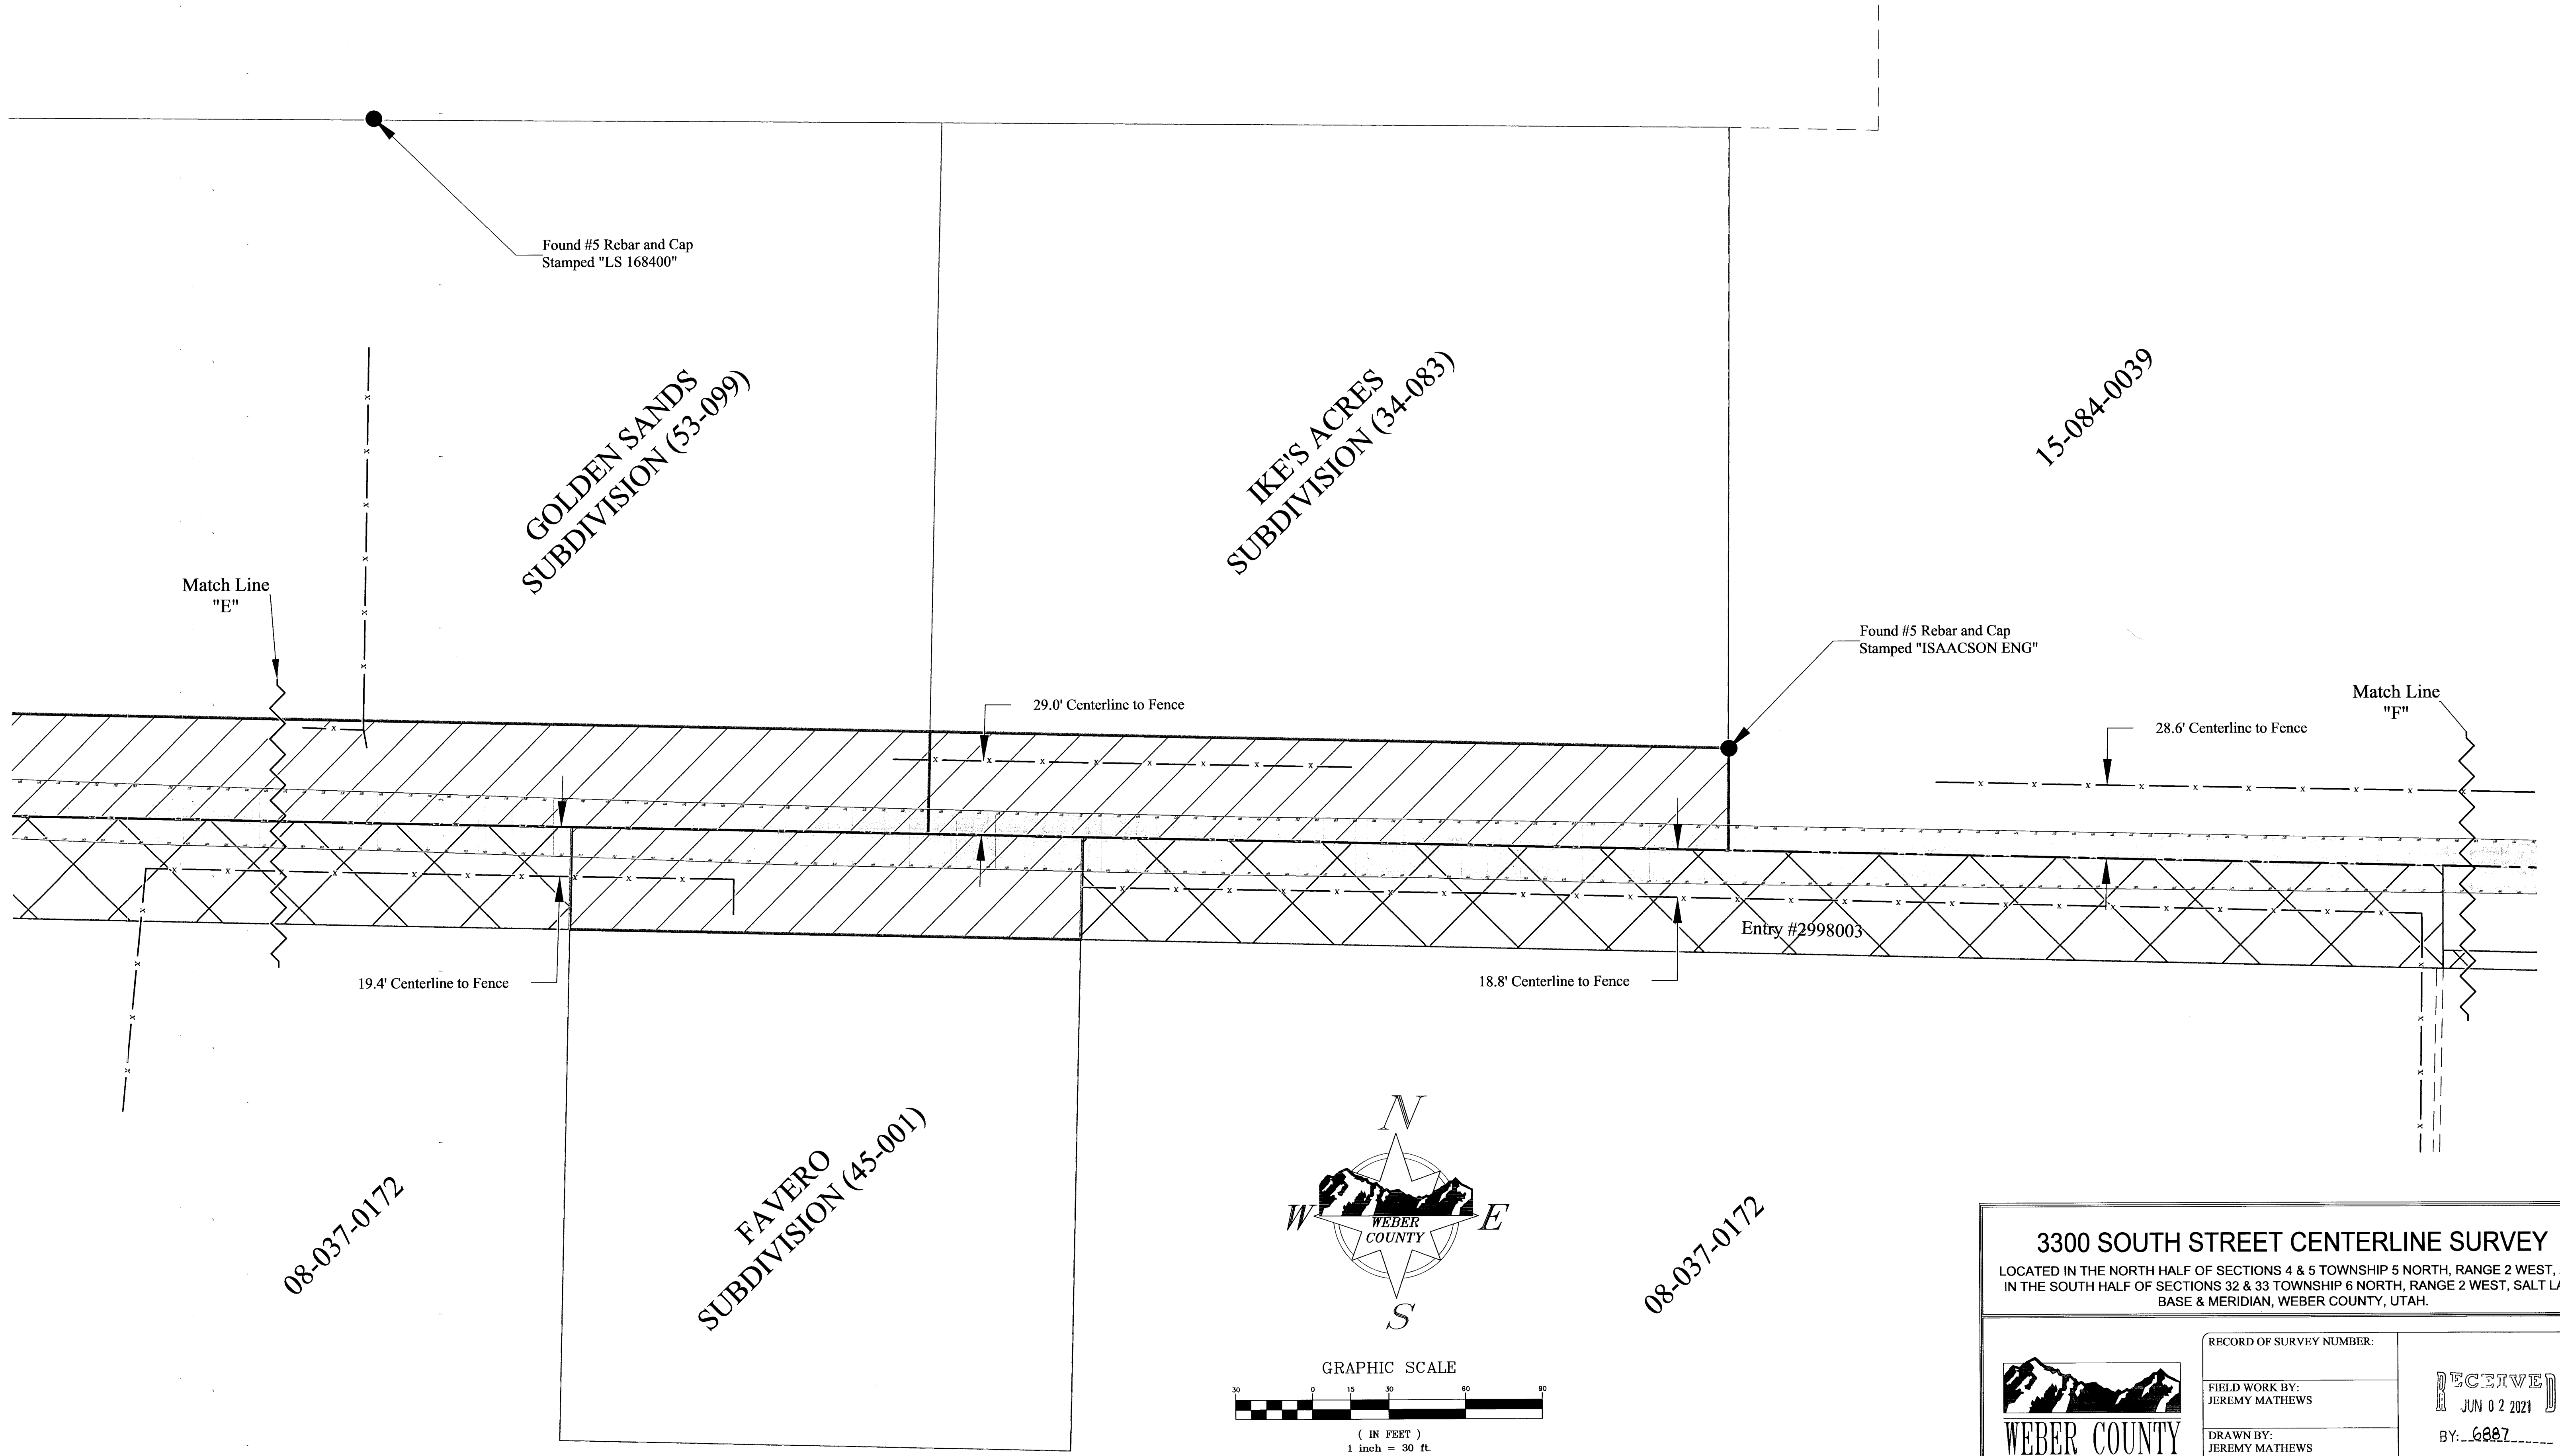 Found #5 Rebar and Cap
Stamped "LS 168400"
GOLDEN SANDS
SUBDIVISION (53-099)
IKE'S ACRES
SUBDIVISION (34-083)
15-084-0039
Match Line
"E"
Found #5 Rebar and Cap
Stamped "ISAACSON ENG"
Match Line
"F"
29.0' Centerline to Fence
28.6' Centerline to Fence
Entry #2998003
19.4' Centerline to Fence
18.8' Centerline to Fence
08-037-0172
FAVERO
SUBDIVISION (45-001)
N
W
WEBER
COUNTY
E
S
08-037-0172
GRAPHIC SCALE
30 0 15 30 60 90
( IN FEET )
1 inch = 30 ft.
3300 SOUTH STREET CENTERLINE SURVEY
LOCATED IN THE NORTH HALF OF SECTIONS 4 & 5 TOWNSHIP 5 NORTH, RANGE 2 WEST,
IN THE SOUTH HALF OF SECTIONS 32 & 33 TOWNSHIP 6 NORTH, RANGE 2 WEST, SALT
BASE & MERIDIAN, WEBER COUNTY, UTAH.
WEBER COUNTY
RECORD OF SURVEY NUMBER:
FIELD WORK BY:
JEREMY MATHEWS
DRAWN BY:
JEREMY MATHEWS
RECEIVED
JUN 02 2021
BY: 6887